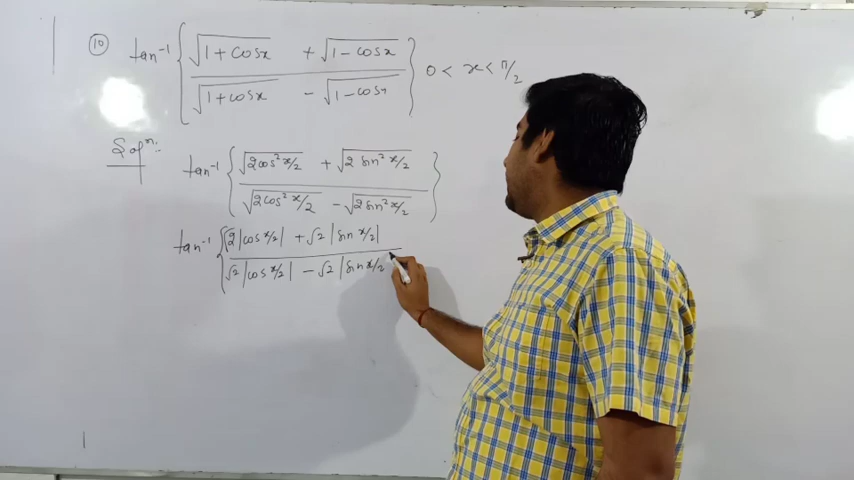 ⑩ tan⁻¹ { (√(1+cosx) + √(1-cosx)) / (√(1+cosx) - √(1-cosx)) } 0 < x < π/2
Solⁿ:
tan⁻¹ { (√(2cos² x/2) + √(2 sin² x/2)) / (√(2cos² x/2) - √(2sin² x/2)) }
tan⁻¹ { (√2 |cos x/2| + √2 |sin x/2|) / (√2 |cos x/2| - √2 |sin x/2